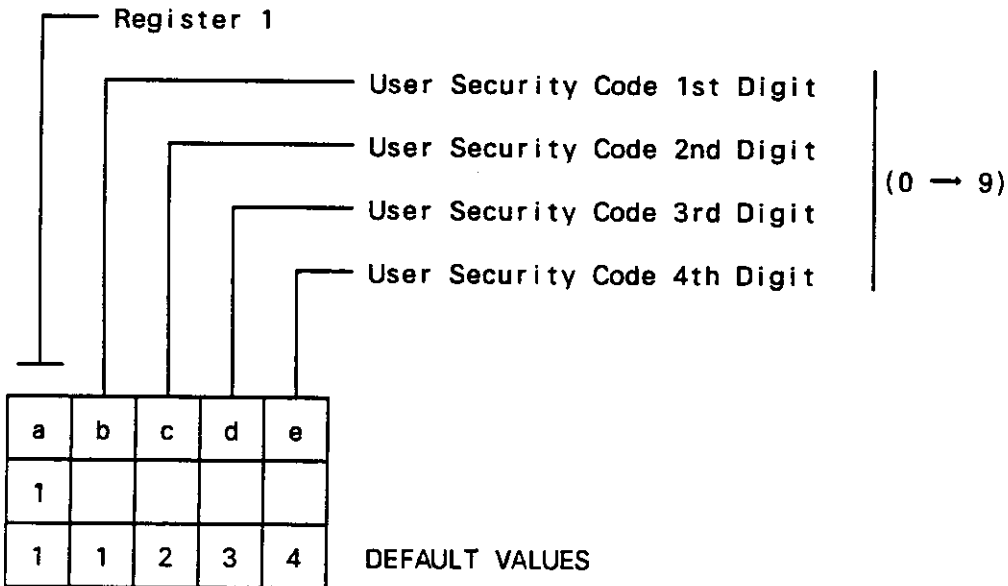 Register 1
User Security Code 1st Digit
User Security Code 2nd Digit
(0 → 9)
User Security Code 3rd Digit
User Security Code 4th Digit
a b c d e
1
1 1 2 3 4 DEFAULT VALUES